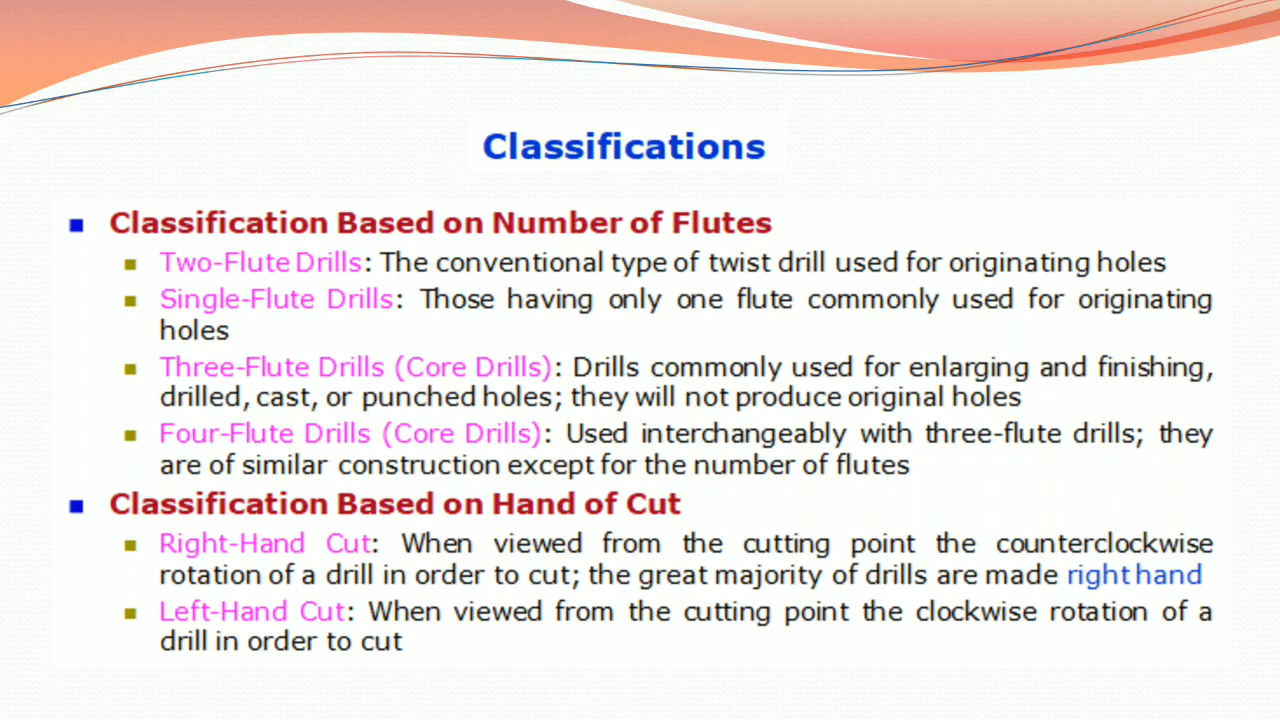 Classifications
Classification Based on Number of Flutes
Two-Flute Drills: The conventional type of twist drill used for originating holes
Single-Flute Drills: Those having only one flute commonly used for originating
holes
Three-Flute Drills (Core Drills): Drills commonly used for enlarging and finishing,
drilled, cast, or punched holes; they will not produce original holes
Four-Flute Drills (Core Drills): Used interchangeably with three-flute drills; they
are of similar construction except for the number of flutes
Classification Based on Hand of Cut
Right-Hand Cut: When viewed from the cutting point the counterclockwise
rotation of a drill in order to cut; the great majority of drills are made right hand
Left-Hand Cut: When viewed from the cutting point the clockwise rotation of a
drill in order to cut